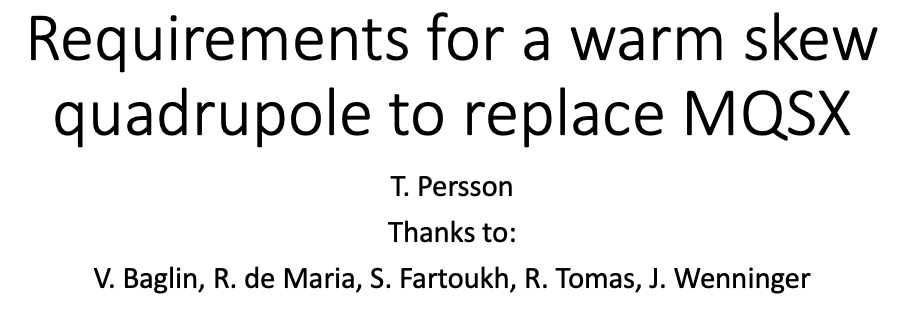 Requirements for a warm skew
quadrupole to replace MQSX
T. Persson
Thanks to:
V. Baglin, R. de Maria, S. Fartoukh, R. Tomas, J. Wenninger